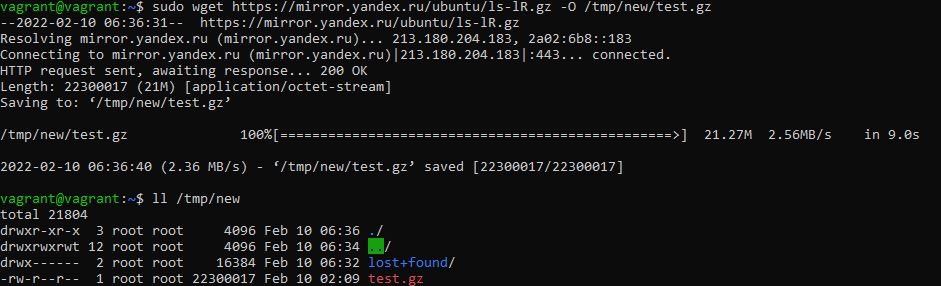 vagrant@vagrant:~$ sudo wget https://mirror.yandex.ru/ubuntu/ls-lR.gz -O /tmp/new/test.gz
--2022-02-10 06:36:31--  https://mirror.yandex.ru/ubuntu/ls-lR.gz
Resolving mirror.yandex.ru (mirror.yandex.ru)... 213.180.204.183, 2a02:6b8::183
Connecting to mirror.yandex.ru (mirror.yandex.ru)|213.180.204.183|:443... connected.
HTTP request sent, awaiting response... 200 OK
Length: 22300017 (21M) [application/octet-stream]
Saving to: ‘/tmp/new/test.gz’
/tmp/new/test.gz              100%[==================================================>]  21.27M  2.56MB/s    in 9.0s
2022-02-10 06:36:40 (2.36 MB/s) - ‘/tmp/new/test.gz’ saved [22300017/22300017]
vagrant@vagrant:~$ ll /tmp/new
total 21804
drwxr-xr-x  3 root root     4096 Feb 10 06:36 ./
drwxrwxrwt 12 root root     4096 Feb 10 06:34 ../
drwx------  2 root root    16384 Feb 10 06:32 lost+found/
-rw-r--r--  1 root root 22300017 Feb 10 02:09 test.gz